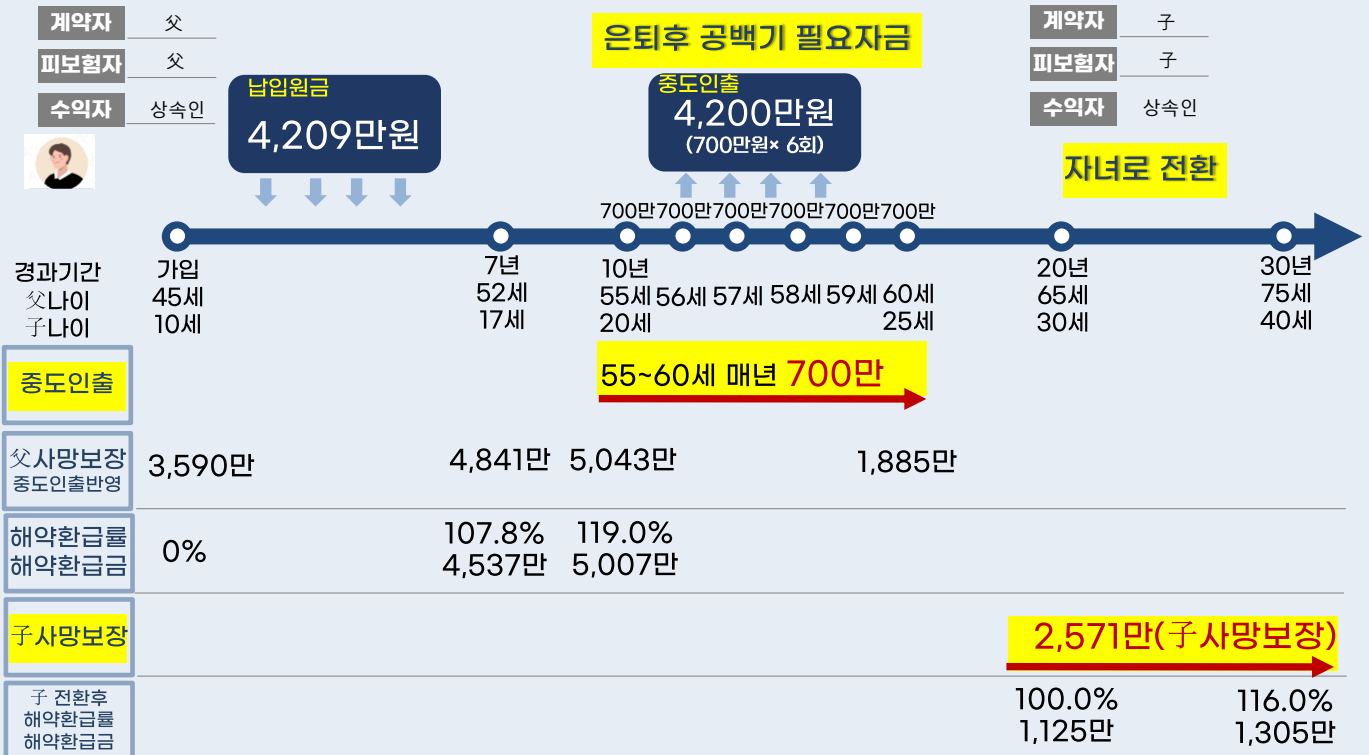 계약자 父
피보험자 父
수익자 상속인
납입원금
4,209만원
은퇴후 공백기 필요자금
중도인출
4,200만원
(700만원× 6회)
계약자 子
피보험자 子
수익자 상속인
자녀로 전환
700만700만700만700만700만700만
경과기간 가입 7년 10년 20년 30년
父나이 45세 52세 55세 56세 57세 58세 59세 60세 65세 75세
子나이 10세 17세 20세 25세 30세 40세
중도인출 55~60세 매년 700만
父사망보장
중도인출반영
3,590만 4,841만 5,043만 1,885만
해약환급률 0% 107.8% 119.0%
해약환급금 4,537만 5,007만
子사망보장 2,571만(子사망보장)
子 전환후
해약환급률 100.0% 116.0%
해약환급금 1,125만 1,305만